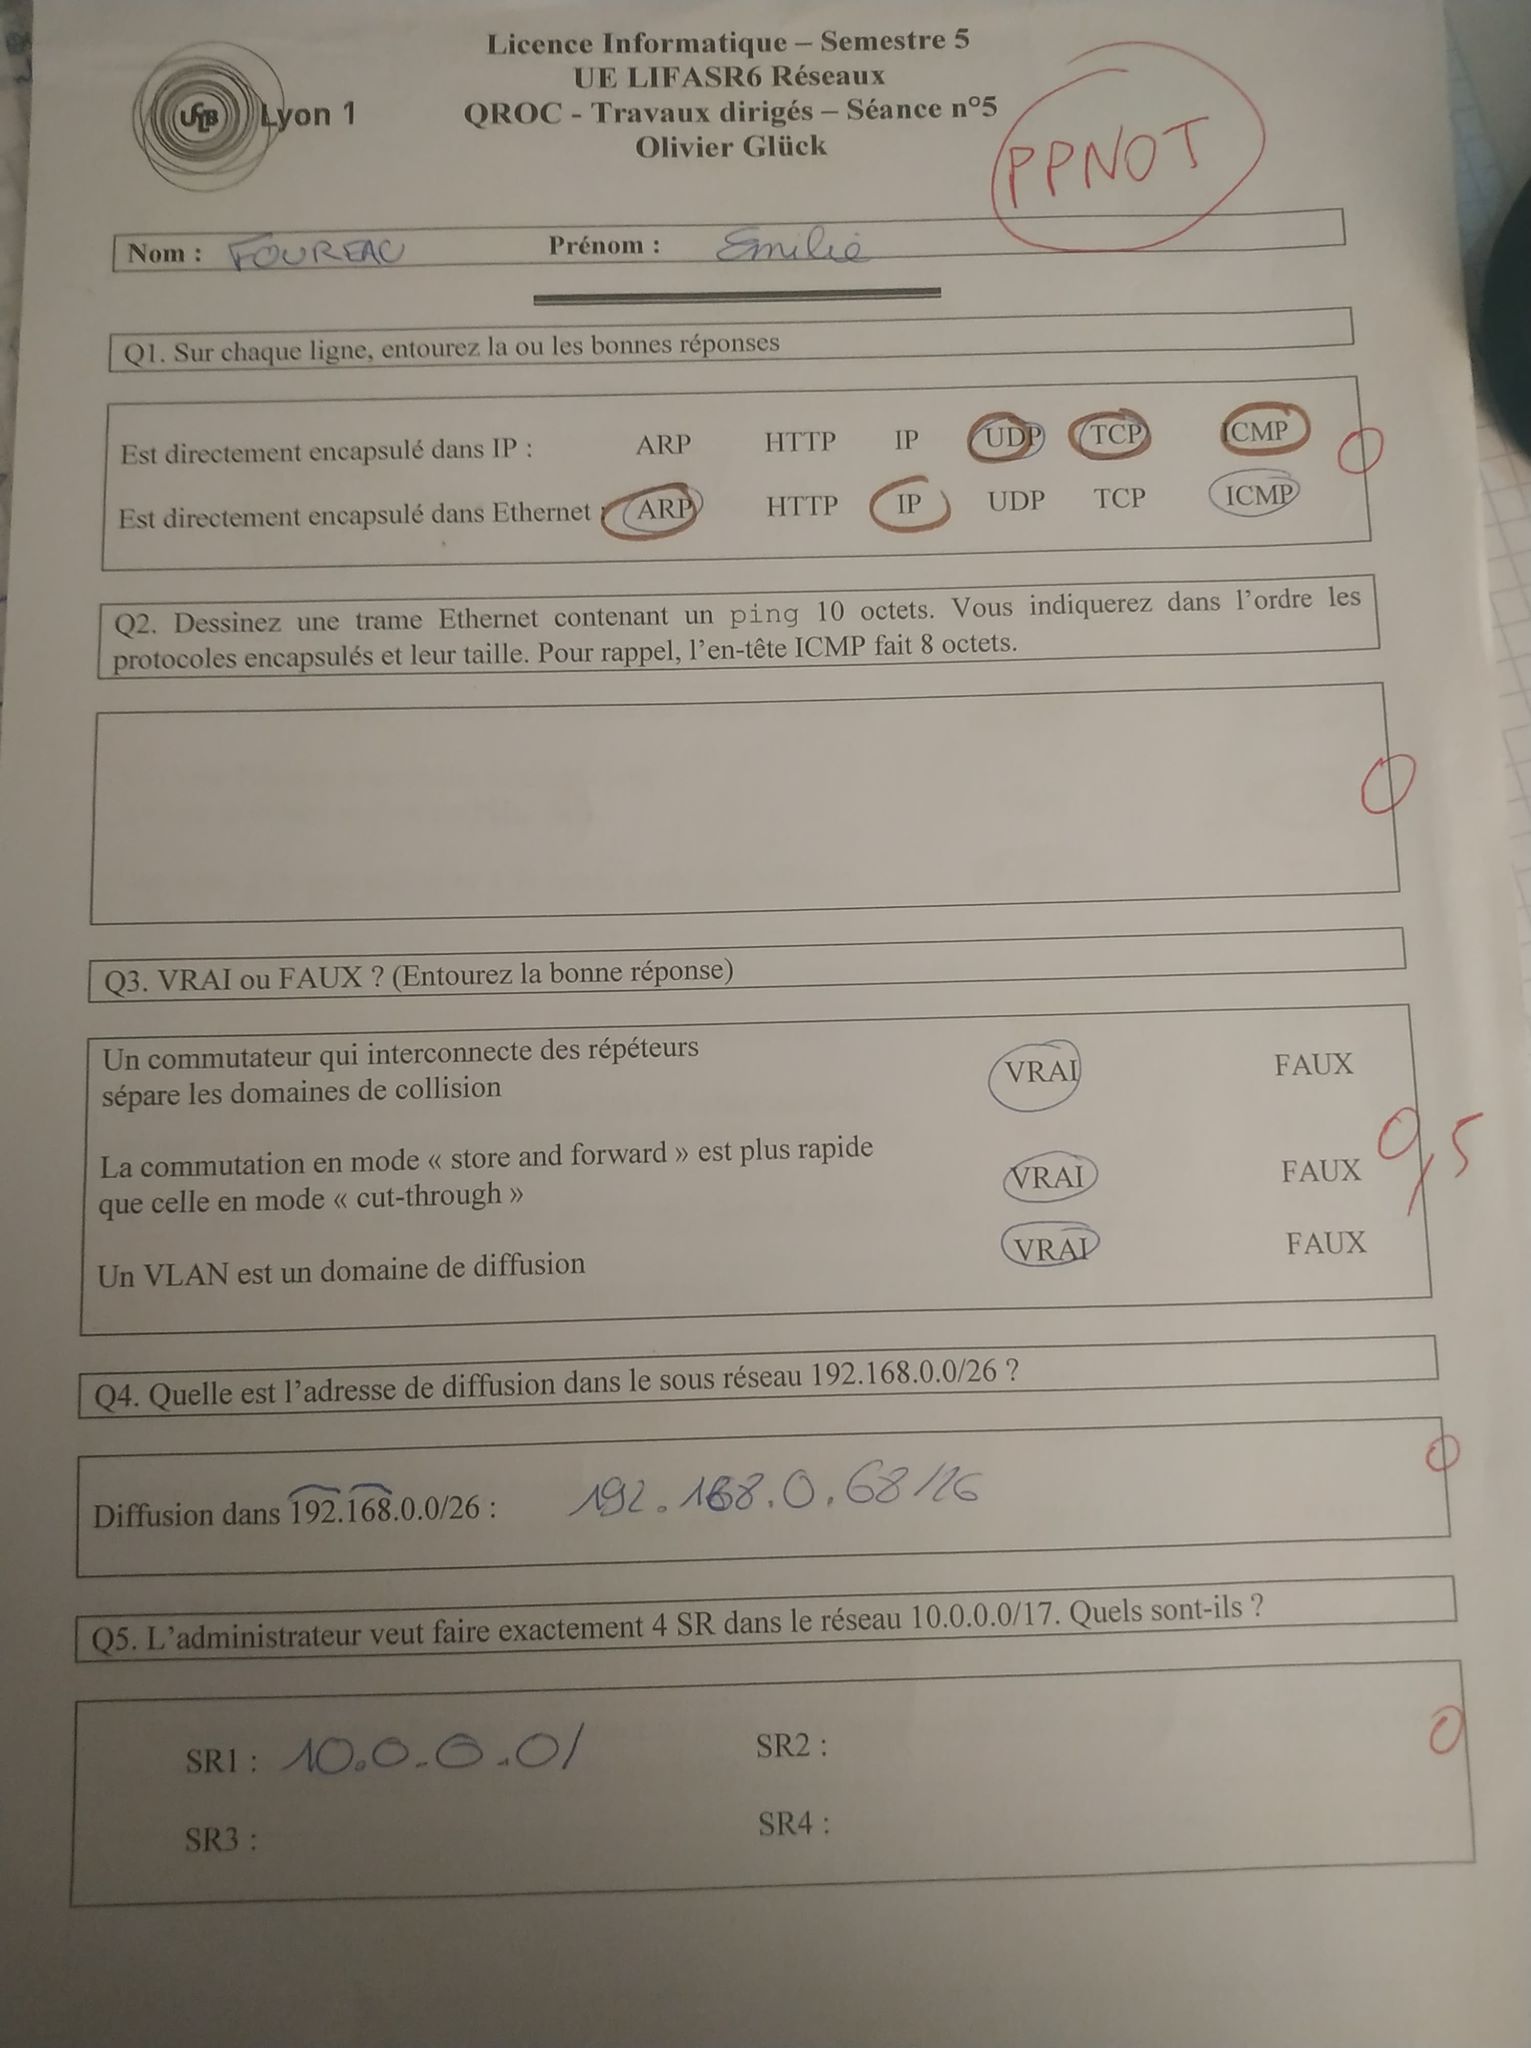 Licence Informatique – Semestre 5
UE LIFASR6 Réseaux
QROC - Travaux dirigés – Séance n°5
Olivier Glück
UCBL Lyon 1
PPNOT
Nom : FOUREAU Prénom : Emilie
Q1. Sur chaque ligne, entourez la ou les bonnes réponses
Est directement encapsulé dans IP : ARP HTTP IP UDP TCP ICMP
0
Est directement encapsulé dans Ethernet : ARP HTTP IP UDP TCP ICMP
Q2. Dessinez une trame Ethernet contenant un ping 10 octets. Vous indiquerez dans l'ordre les
protocoles encapsulés et leur taille. Pour rappel, l'en-tête ICMP fait 8 octets.
0
Q3. VRAI ou FAUX ? (Entourez la bonne réponse)
Un commutateur qui interconnecte des répéteurs
sépare les domaines de collision VRAI FAUX
La commutation en mode « store and forward » est plus rapide
que celle en mode « cut-through » VRAI FAUX
0,5
Un VLAN est un domaine de diffusion VRAI FAUX
Q4. Quelle est l'adresse de diffusion dans le sous réseau 192.168.0.0/26 ?
Diffusion dans 192.168.0.0/26 : 192.168.0.68/26
0
Q5. L'administrateur veut faire exactement 4 SR dans le réseau 10.0.0.0/17. Quels sont-ils ?
SR1 : 10.0.0.0/ SR2 :
0
SR3 : SR4 :